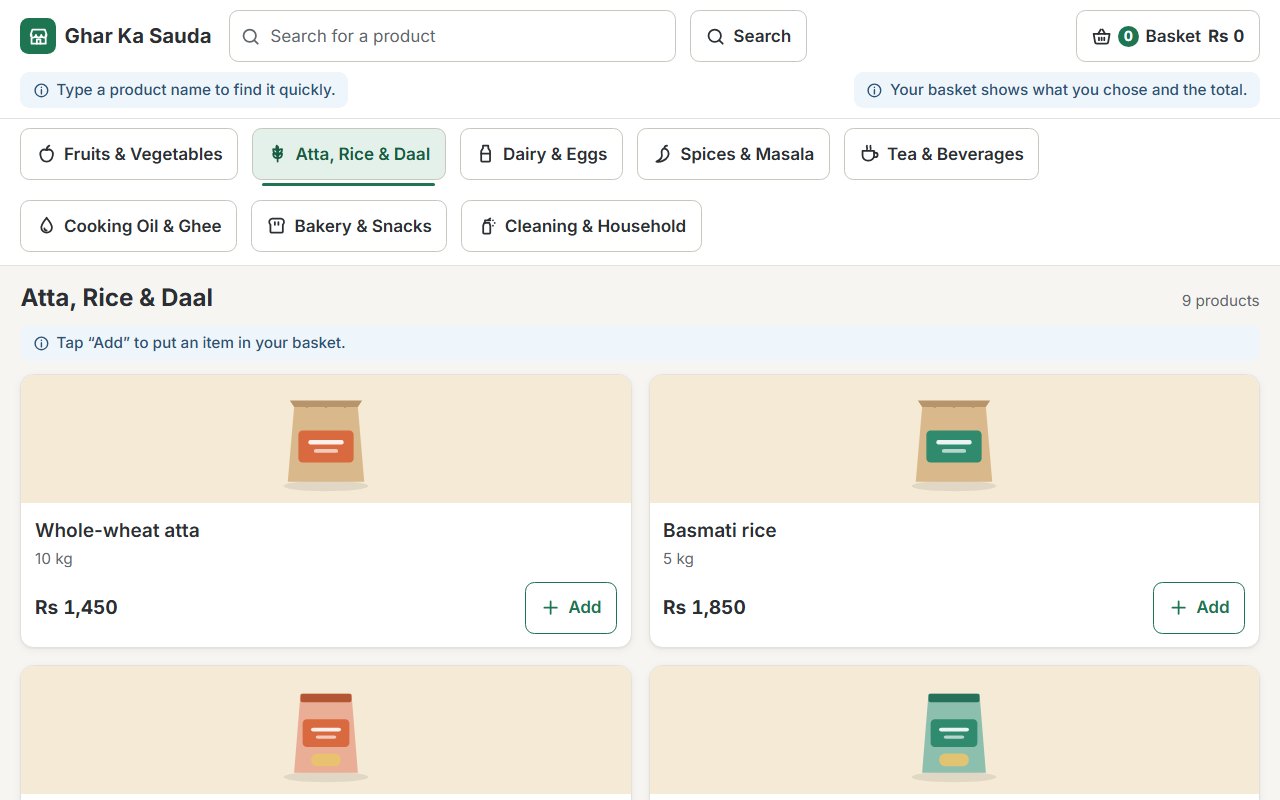 Ghar Ka Sauda
Search for a product
Search
0 Basket Rs 0
Type a product name to find it quickly.
Your basket shows what you chose and the total.
Fruits & Vegetables
Atta, Rice & Daal
Dairy & Eggs
Spices & Masala
Tea & Beverages
Cooking Oil & Ghee
Bakery & Snacks
Cleaning & Household
Atta, Rice & Daal
9 products
Tap “Add” to put an item in your basket.
Whole-wheat atta
10 kg
Rs 1,450
Add
Basmati rice
5 kg
Rs 1,850
Add